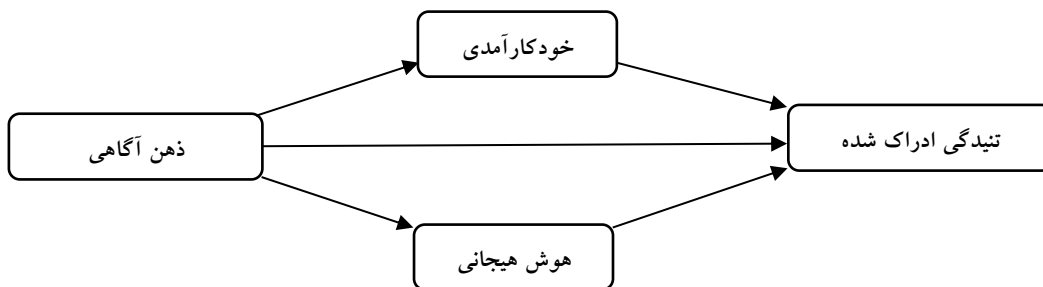 خودکارآمدی
تنیدگی ادراک شده
ذهن آگاهی
هوش هیجانی